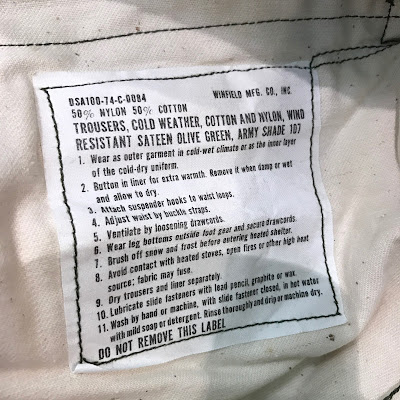 DSA100-74-C-0084 WINFIELD MFG. CO., INC.
50% NYLON 50% COTTON
TROUSERS, COLD WEATHER, COTTON AND NYLON, WIND
RESISTANT SATEEN OLIVE GREEN, ARMY SHADE 107
1. Wear as outer garment in cold-wet climate or as the inner layer
of the cold-dry uniform.
2. Button in liner for extra warmth. Remove it when damp or wet
and allow to dry.
3. Attach suspender hooks to waist loops.
4. Adjust waist by buckle straps.
5. Ventilate by loosening drawcords.
6. Wear leg bottoms outside foot gear and secure drawcords.
7. Brush off snow and frost before entering heated shelter.
8. Avoid contact with heated stoves, open fires or other high heat
source; fabric may fuse.
9. Dry trousers and liner separately.
10. Lubricate slide fasteners with lead pencil, graphite or wax.
11. Wash by hand or machine, with slide fastener closed, in hot water
with mild soap or detergent. Rinse thoroughly and drip or machine dry.
DO NOT REMOVE THIS LABEL